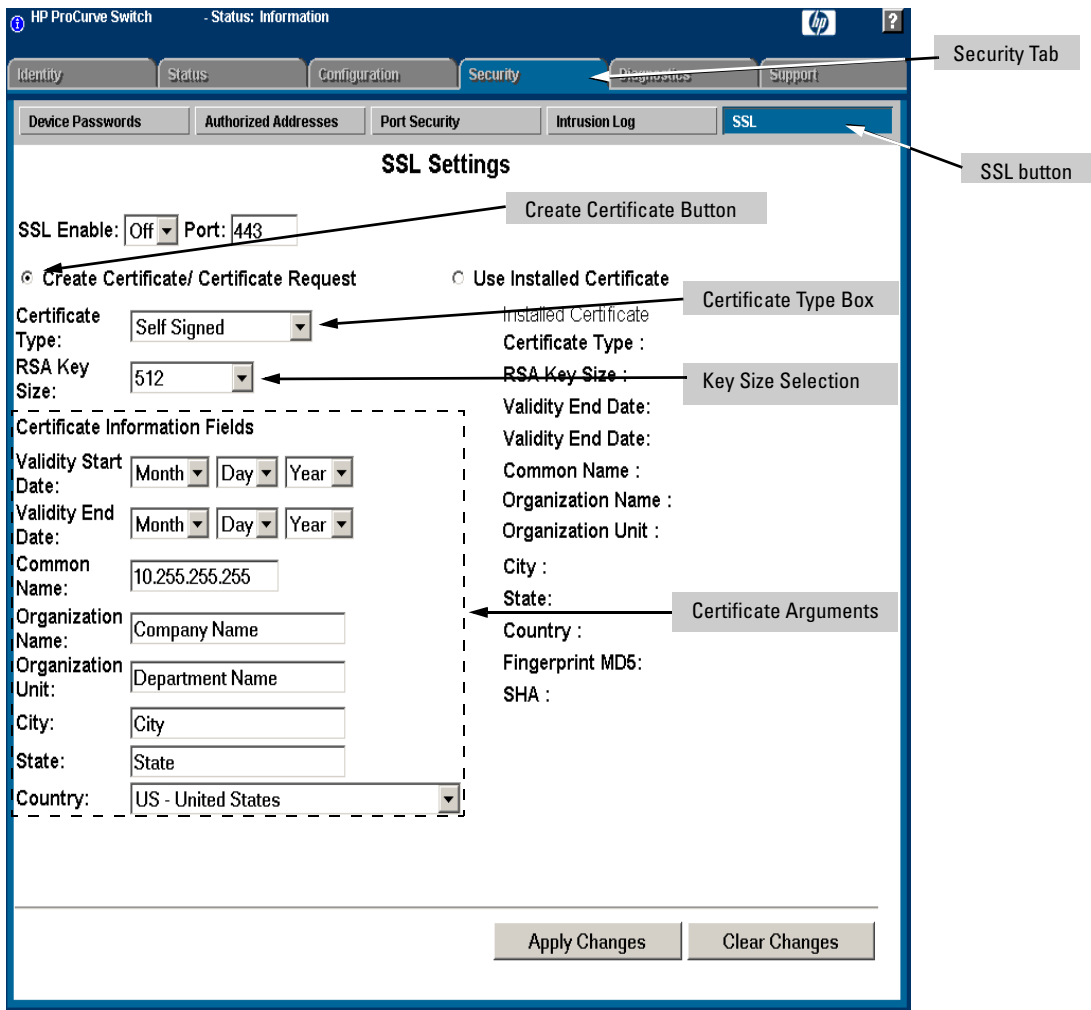 HP ProCurve Switch - Status: Information
hp
?
Identity Status Configuration Security Diagnostics Support
Security Tab
Device Passwords Authorized Addresses Port Security Intrusion Log SSL
SSL button
SSL Settings
Create Certificate Button
SSL Enable: Off Port: 443
Create Certificate/ Certificate Request Use Installed Certificate
Certificate Type Box
Certificate
Type:
Self Signed
RSA Key
Size:
512
Key Size Selection
Certificate Information Fields
Validity Start
Date:
Month Day Year
Validity End
Date:
Month Day Year
Common
Name:
10.255.255.255
Organization
Name:
Company Name
Organization
Unit:
Department Name
City:
City
State:
State
Country:
US - United States
Installed Certificate
Certificate Type :
RSA Key Size :
Validity End Date:
Validity End Date:
Common Name :
Organization Name :
Organization Unit :
City :
State:
Country :
Fingerprint MD5:
SHA :
Certificate Arguments
Apply Changes Clear Changes